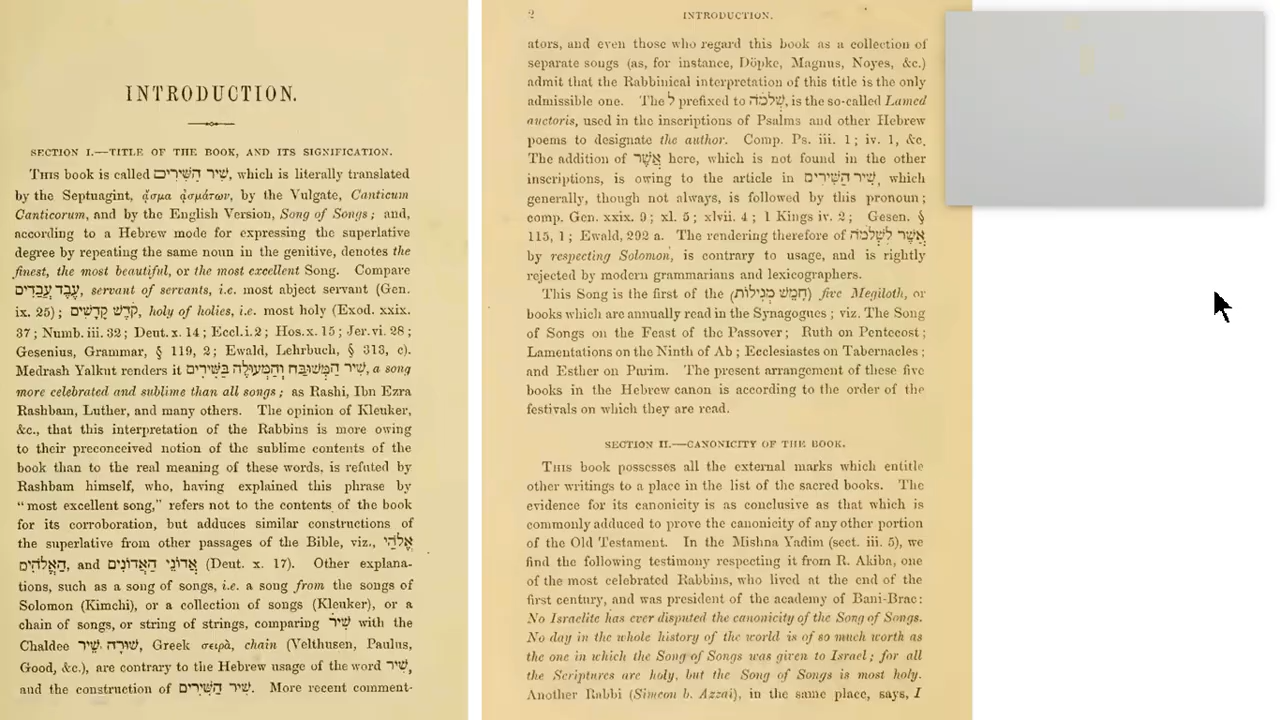 INTRODUCTION.
SECTION I.—TITLE OF THE BOOK, AND ITS SIGNIFICATION.
THIS book is called שִׁיר הַשִּׁירִים, which is literally translated
by the Septuagint, ᾄσμα ᾀσμάτων, by the Vulgate, Canticum
Canticorum, and by the English Version, Song of Songs; and,
according to a Hebrew mode for expressing the superlative
degree by repeating the same noun in the genitive, denotes the
finest, the most beautiful, or the most excellent Song. Compare
עֶבֶד עֲבָדִים, servant of servants, i.e. most abject servant (Gen.
ix. 25); קֹדֶשׁ קָדָשִׁים, holy of holies, i.e. most holy (Exod. xxix.
37; Numb. iii. 32; Deut. x. 14; Eccl. i. 2; Hos. x. 15; Jer. vi. 28;
Gesenius, Grammar, § 119, 2; Ewald, Lehrbuch, § 313, c).
Medrash Yalkut renders it שִׁיר הַמְּשׁוּבָּח וְהַמְעוּלֶה בַּשִּׁירִים, a song
more celebrated and sublime than all songs; as Rashi, Ibn Ezra
Rashbam, Luther, and many others. The opinion of Kleuker,
&c., that this interpretation of the Rabbins is more owing
to their preconceived notion of the sublime contents of the
book than to the real meaning of these words, is refuted by
Rashbam himself, who, having explained this phrase by
"most excellent song," refers not to the contents of the book
for its corroboration, but adduces similar constructions of
the superlative from other passages of the Bible, viz., אֱלֹהֵי
הָאֱלֹהִים, and אֲדוֹנֵי הָאֲדוֹנִים (Deut. x. 17). Other explana-
tions, such as a song of songs, i.e. a song from the songs of
Solomon (Kimchi), or a collection of songs (Kleuker), or a
chain of songs, or string of strings, comparing שִׁיר with the
Chaldee שִׁיר, שׁוּרָה, Greek σειρὰ, chain (Velthusen, Paulus,
Good, &c.), are contrary to the Hebrew usage of the word שִׁיר,
and the construction of שִׁיר הַשִּׁירִים. More recent comment-
2 INTRODUCTION.
ators, and even those who regard this book as a collection of
separate songs (as, for instance, Döpke, Magnus, Noyes, &c.)
admit that the Rabbinical interpretation of this title is the only
admissible one. The ל prefixed to שְׁלֹמֹה, is the so-called Lamed
auctoris, used in the inscriptions of Psalms and other Hebrew
poems to designate the author. Comp. Ps. iii. 1; iv. 1, &c.
The addition of אֲשֶׁר here, which is not found in the other
inscriptions, is owing to the article in שִׁיר הַשִּׁירִים, which
generally, though not always, is followed by this pronoun;
comp. Gen. xxix. 9; xl. 5; xlvii. 4; 1 Kings iv. 2; Gesen. §
115, 1; Ewald, 292 a. The rendering therefore of אֲשֶׁר לִשְׁלֹמֹה
by respecting Solomon, is contrary to usage, and is rightly
rejected by modern grammarians and lexicographers.
This Song is the first of the (חָמֵשׁ מְגִילוֹת) five Megiloth, or
books which are annually read in the Synagogues; viz. The Song
of Songs on the Feast of the Passover; Ruth on Pentecost;
Lamentations on the Ninth of Ab; Ecclesiastes on Tabernacles;
and Esther on Purim. The present arrangement of these five
books in the Hebrew canon is according to the order of the
festivals on which they are read.
SECTION II.—CANONICITY OF THE BOOK.
THIS book possesses all the external marks which entitle
other writings to a place in the list of the sacred books. The
evidence for its canonicity is as conclusive as that which is
commonly adduced to prove the canonicity of any other portion
of the Old Testament. In the Mishna Yadim (sect. iii. 5), we
find the following testimony respecting it from R. Akiba, one
of the most celebrated Rabbins, who lived at the end of the
first century, and was president of the academy of Bani-Brac:
No Israelite has ever disputed the canonicity of the Song of Songs.
No day in the whole history of the world is of so much worth as
the one in which the Song of Songs was given to Israel; for all
the Scriptures are holy, but the Song of Songs is most holy.
Another Rabbi (Simeon b. Azzai), in the same place, says, I